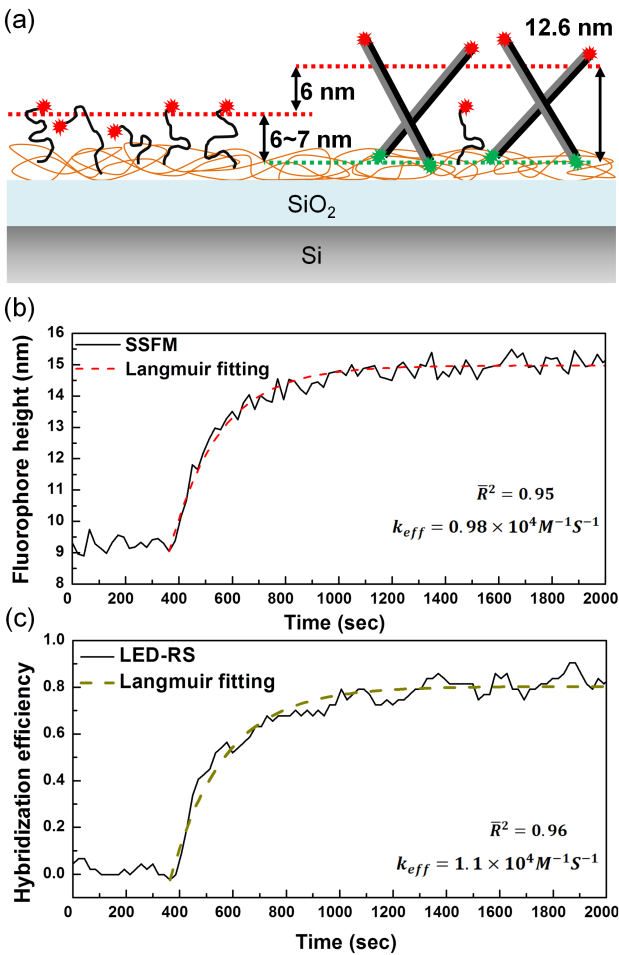 (a)
12.6 nm
6 nm
6~7 nm
SiO₂
Si
(b)
16
15
14
13
12
11
10
9
8
Fluorophore height (nm)
SSFM
Langmuir fitting
R̅² = 0.95
k_eff = 0.98 × 10⁴M⁻¹S⁻¹
0 200 400 600 800 1000 1200 1400 1600 1800 2000
Time (sec)
(c)
1.0
0.8
0.6
0.4
0.2
0.0
Hybridization efficiency
LED-RS
Langmuir fitting
R̅² = 0.96
k_eff = 1.1 × 10⁴M⁻¹S⁻¹
0 200 400 600 800 1000 1200 1400 1600 1800 2000
Time (sec)